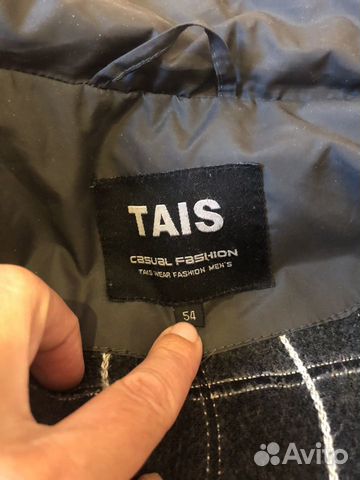 TAIS
CASUAL FASHION
TAIS WEAR FASHION MEN'S
54
Avito